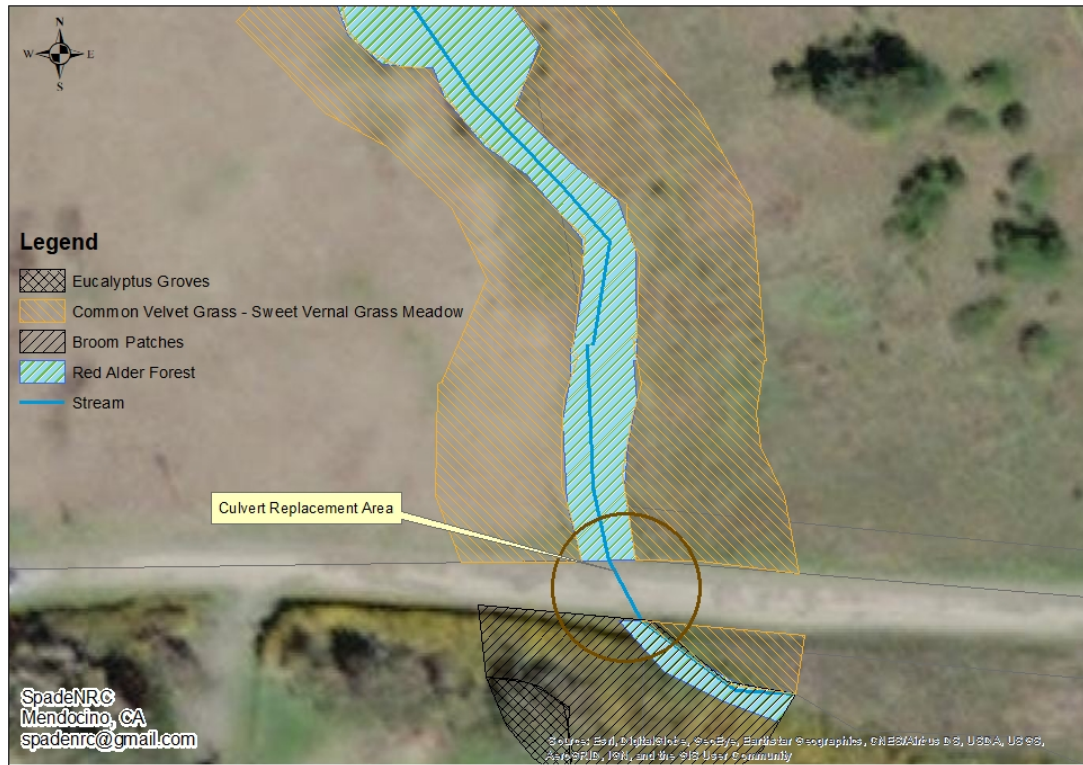 N
W E
S
Legend
Eucalyptus Groves
Common Velvet Grass - Sweet Vernal Grass Meadow
Broom Patches
Red Alder Forest
Stream
Culvert Replacement Area
SpadeNRC
Mendocino, CA
spadenrc@gmail.com
Source: Esri, DigitalGlobe, GeoEye, Earthstar Geographics, CNES/Airbus DS, USDA, USGS,
AeroGRID, IGN, and the GIS User Community